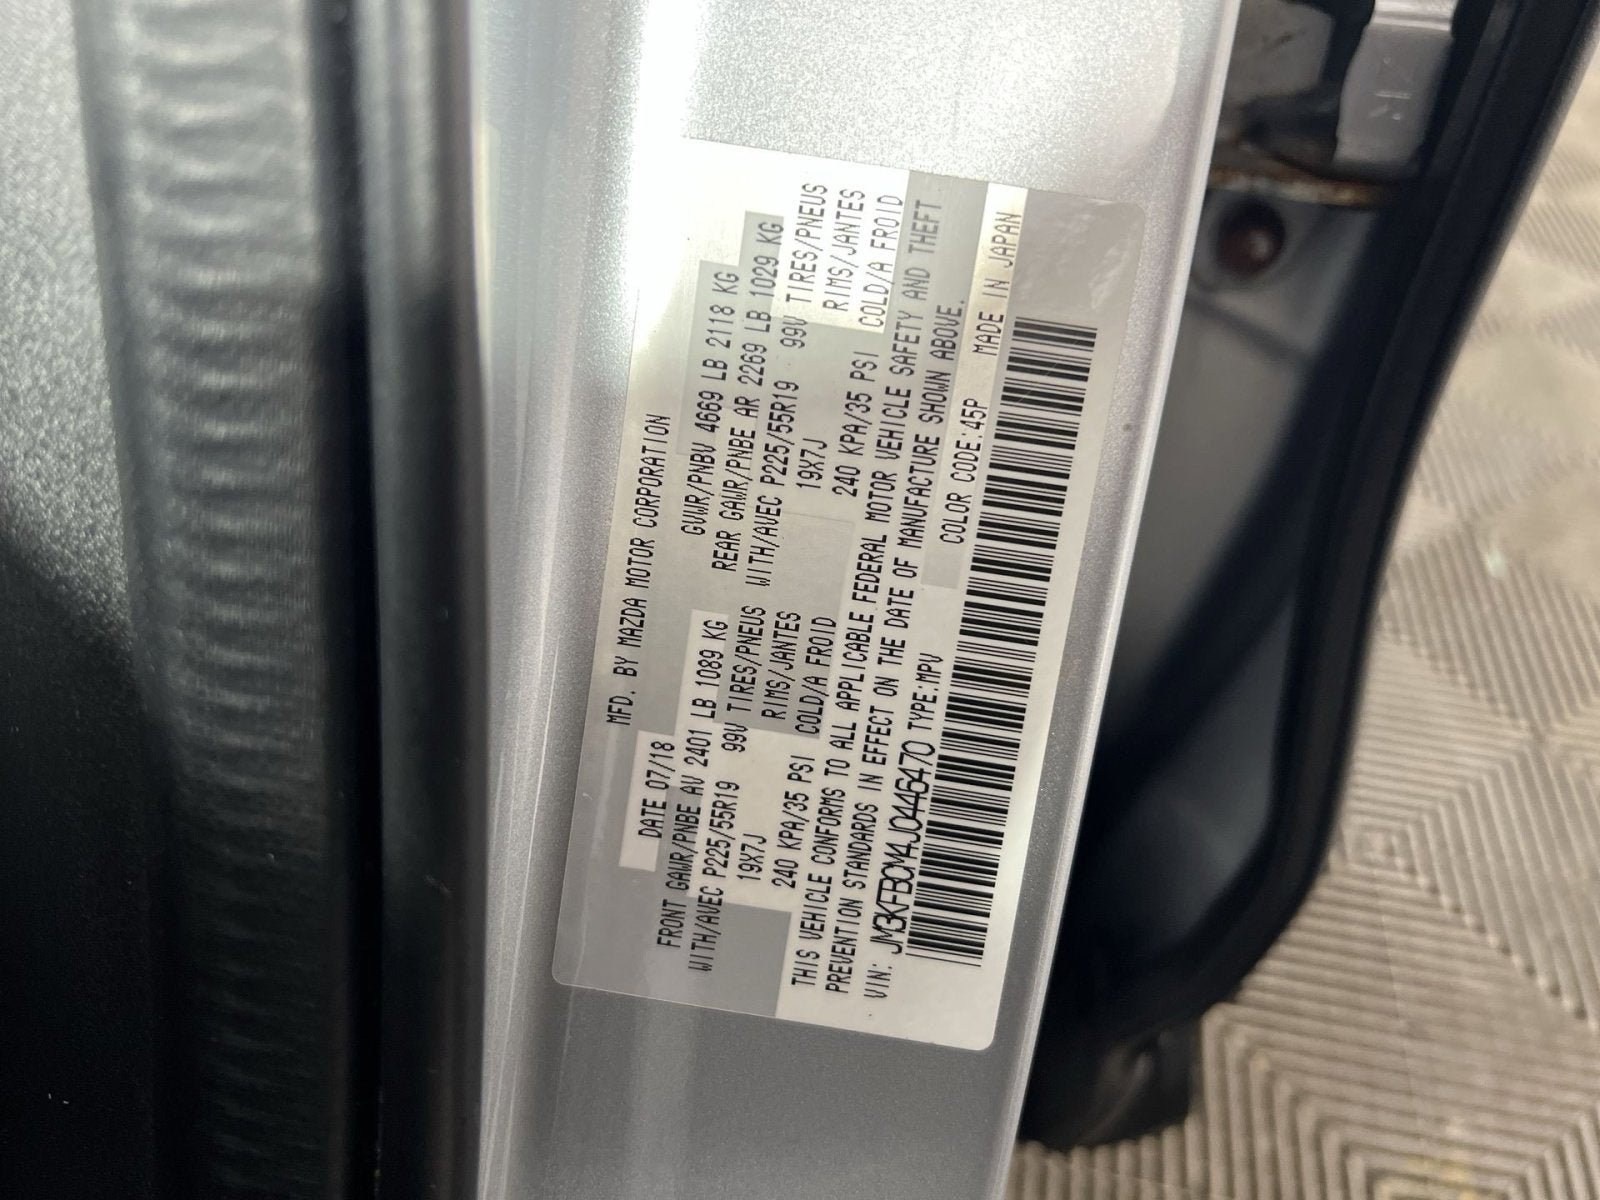 MFD. BY MAZDA MOTOR CORPORATION
DATE 07/18 GVWR/PNBV 4669 LB 2118 KG
FRONT GAWR/PNBE AV 2401 LB 1089 KG REAR GAWR/PNBE AR 2269 LB 1029 KG
WITH/AVEC P225/55R19 99V TIRES/PNEUS WITH/AVEC P225/55R19 99V TIRES/PNEUS
19X7J RIMS/JANTES 19X7J RIMS/JANTES
240 KPA/35 PSI COLD/A FROID 240 KPA/35 PSI COLD/A FROID
THIS VEHICLE CONFORMS TO ALL APPLICABLE FEDERAL MOTOR VEHICLE SAFETY AND THEFT
PREVENTION STANDARDS IN EFFECT ON THE DATE OF MANUFACTURE SHOWN ABOVE.
VIN: JM3KFBCM4J0446470 TYPE:MPV COLOR CODE:45P MADE IN JAPAN